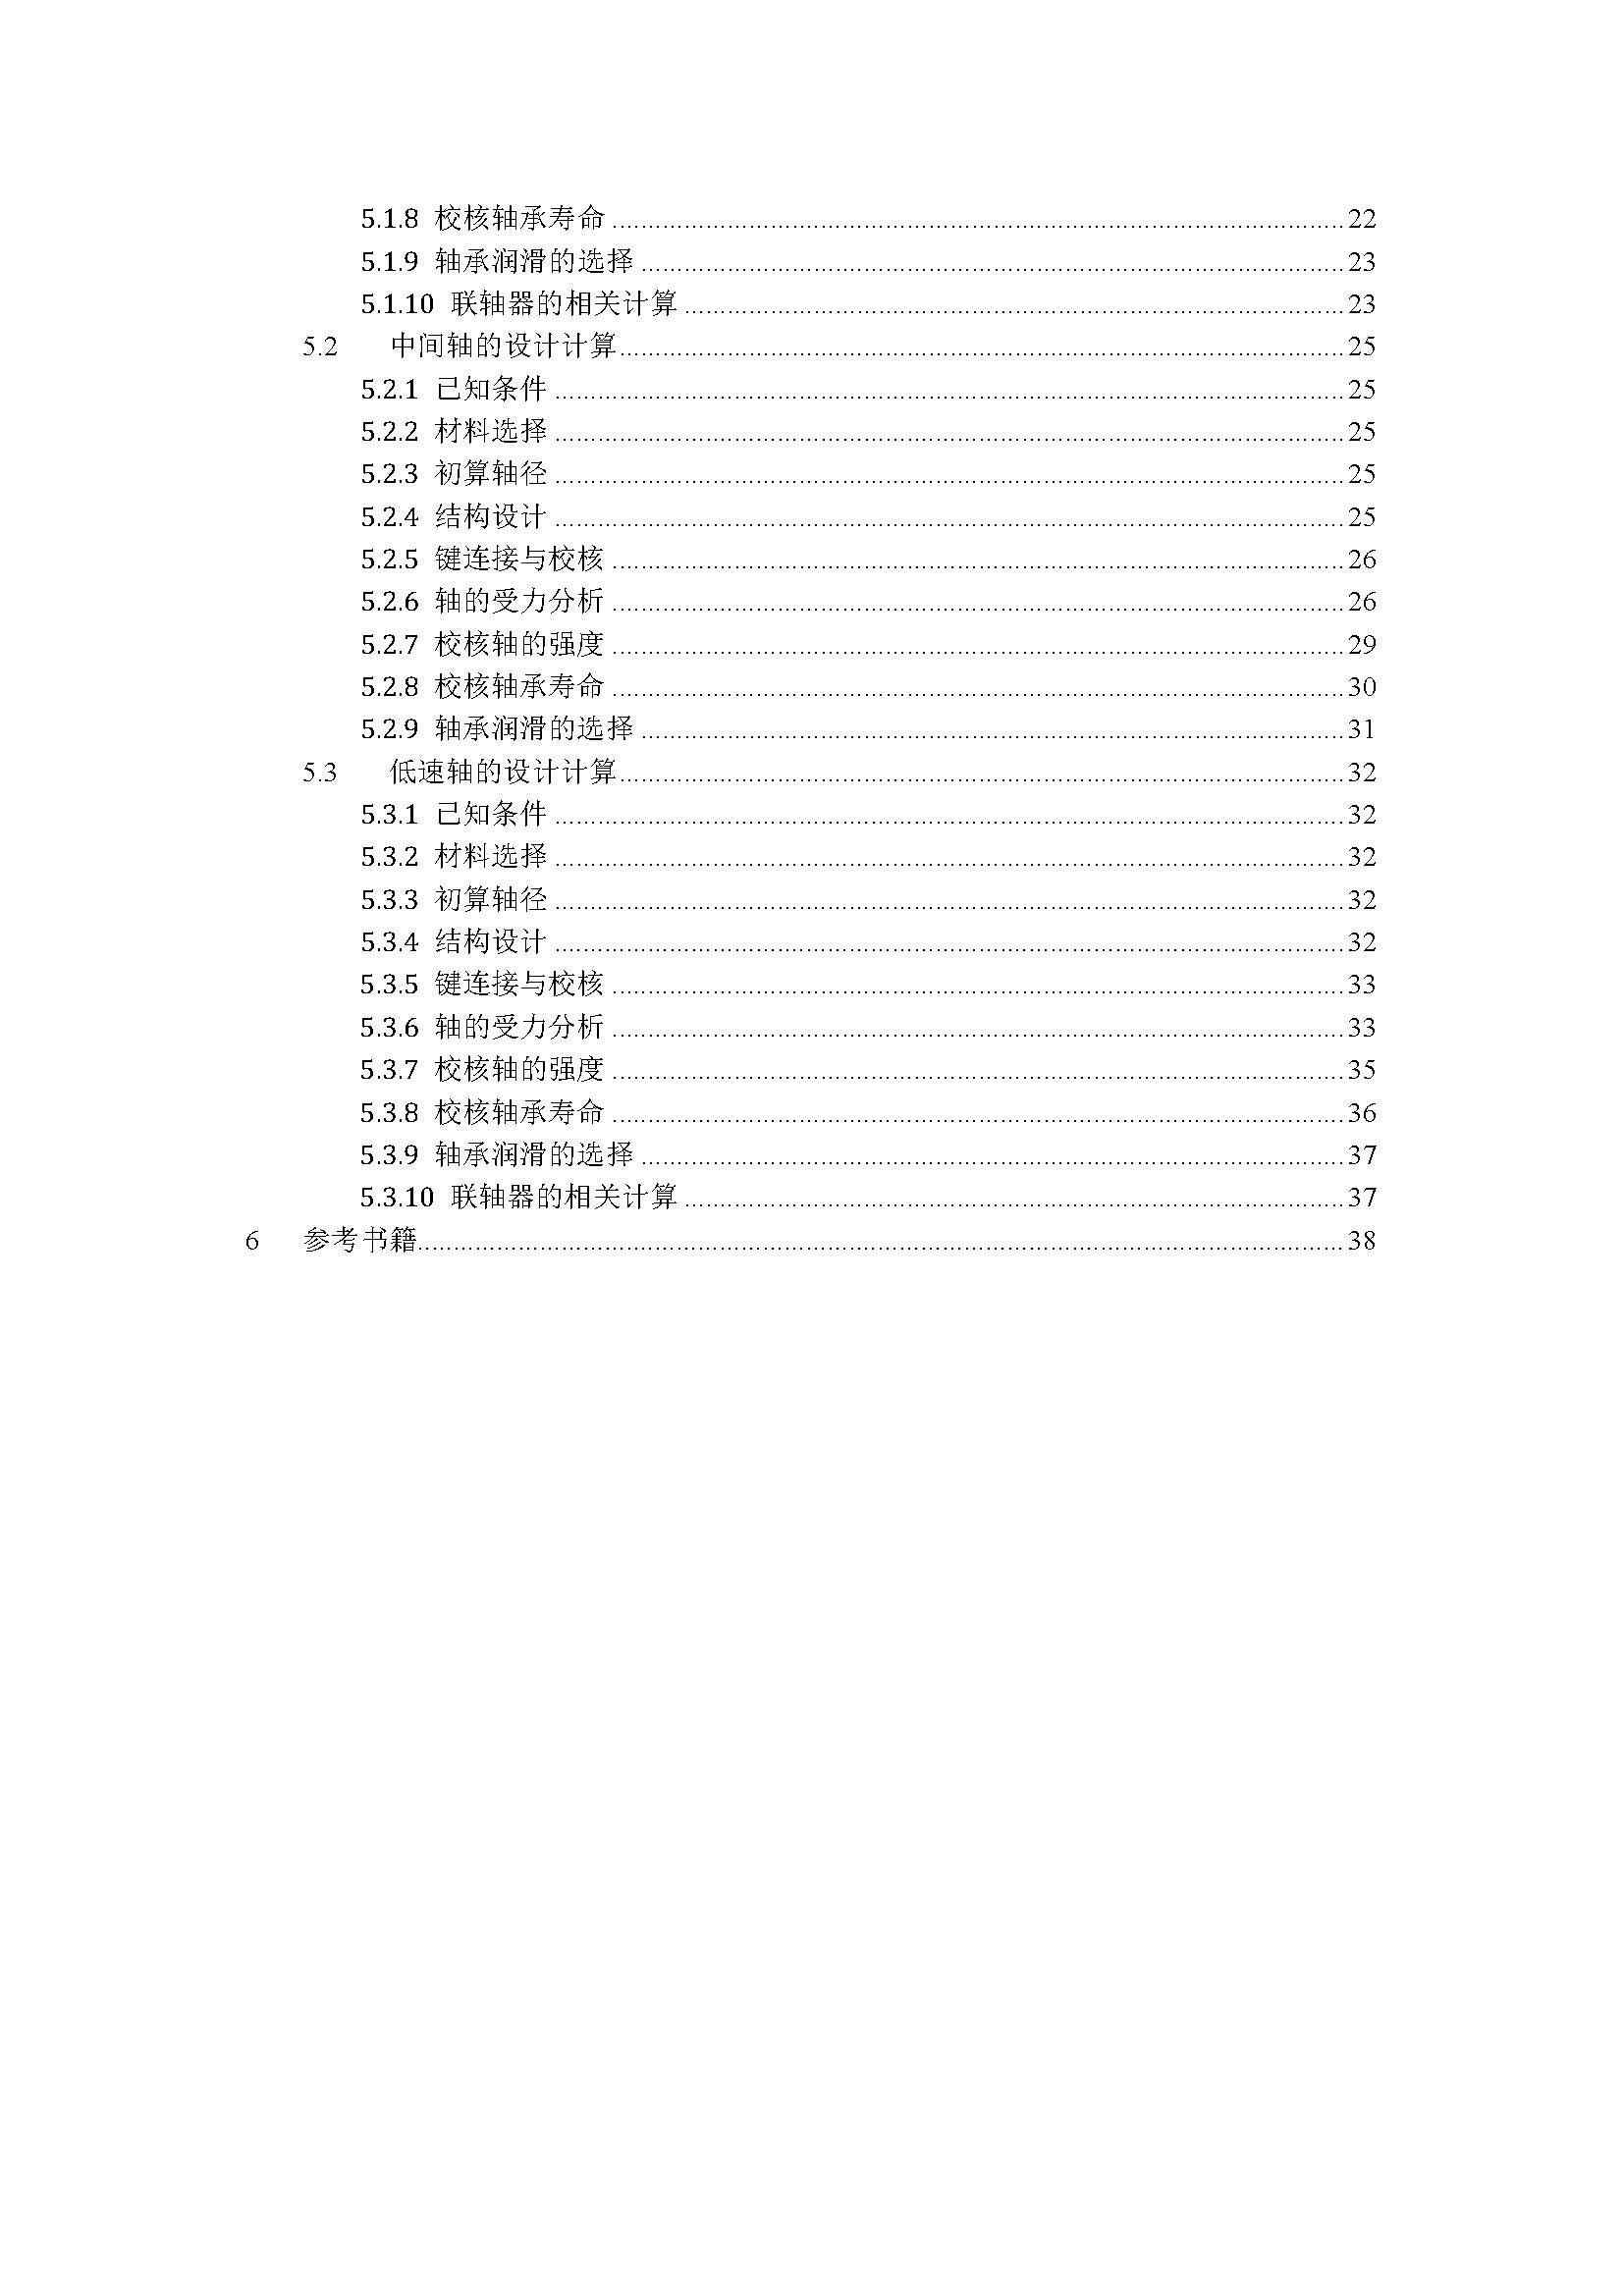 5.1.8 校核轴承寿命 ........ 22
5.1.9 轴承润滑的选择 ........ 23
5.1.10 联轴器的相关计算 ........ 23
5.2 中间轴的设计计算 ........ 25
5.2.1 已知条件 ........ 25
5.2.2 材料选择 ........ 25
5.2.3 初算轴径 ........ 25
5.2.4 结构设计 ........ 25
5.2.5 键连接与校核 ........ 26
5.2.6 轴的受力分析 ........ 26
5.2.7 校核轴的强度 ........ 29
5.2.8 校核轴承寿命 ........ 30
5.2.9 轴承润滑的选择 ........ 31
5.3 低速轴的设计计算 ........ 32
5.3.1 已知条件 ........ 32
5.3.2 材料选择 ........ 32
5.3.3 初算轴径 ........ 32
5.3.4 结构设计 ........ 32
5.3.5 键连接与校核 ........ 33
5.3.6 轴的受力分析 ........ 33
5.3.7 校核轴的强度 ........ 35
5.3.8 校核轴承寿命 ........ 36
5.3.9 轴承润滑的选择 ........ 37
5.3.10 联轴器的相关计算 ........ 37
6 参考书籍 ........ 38